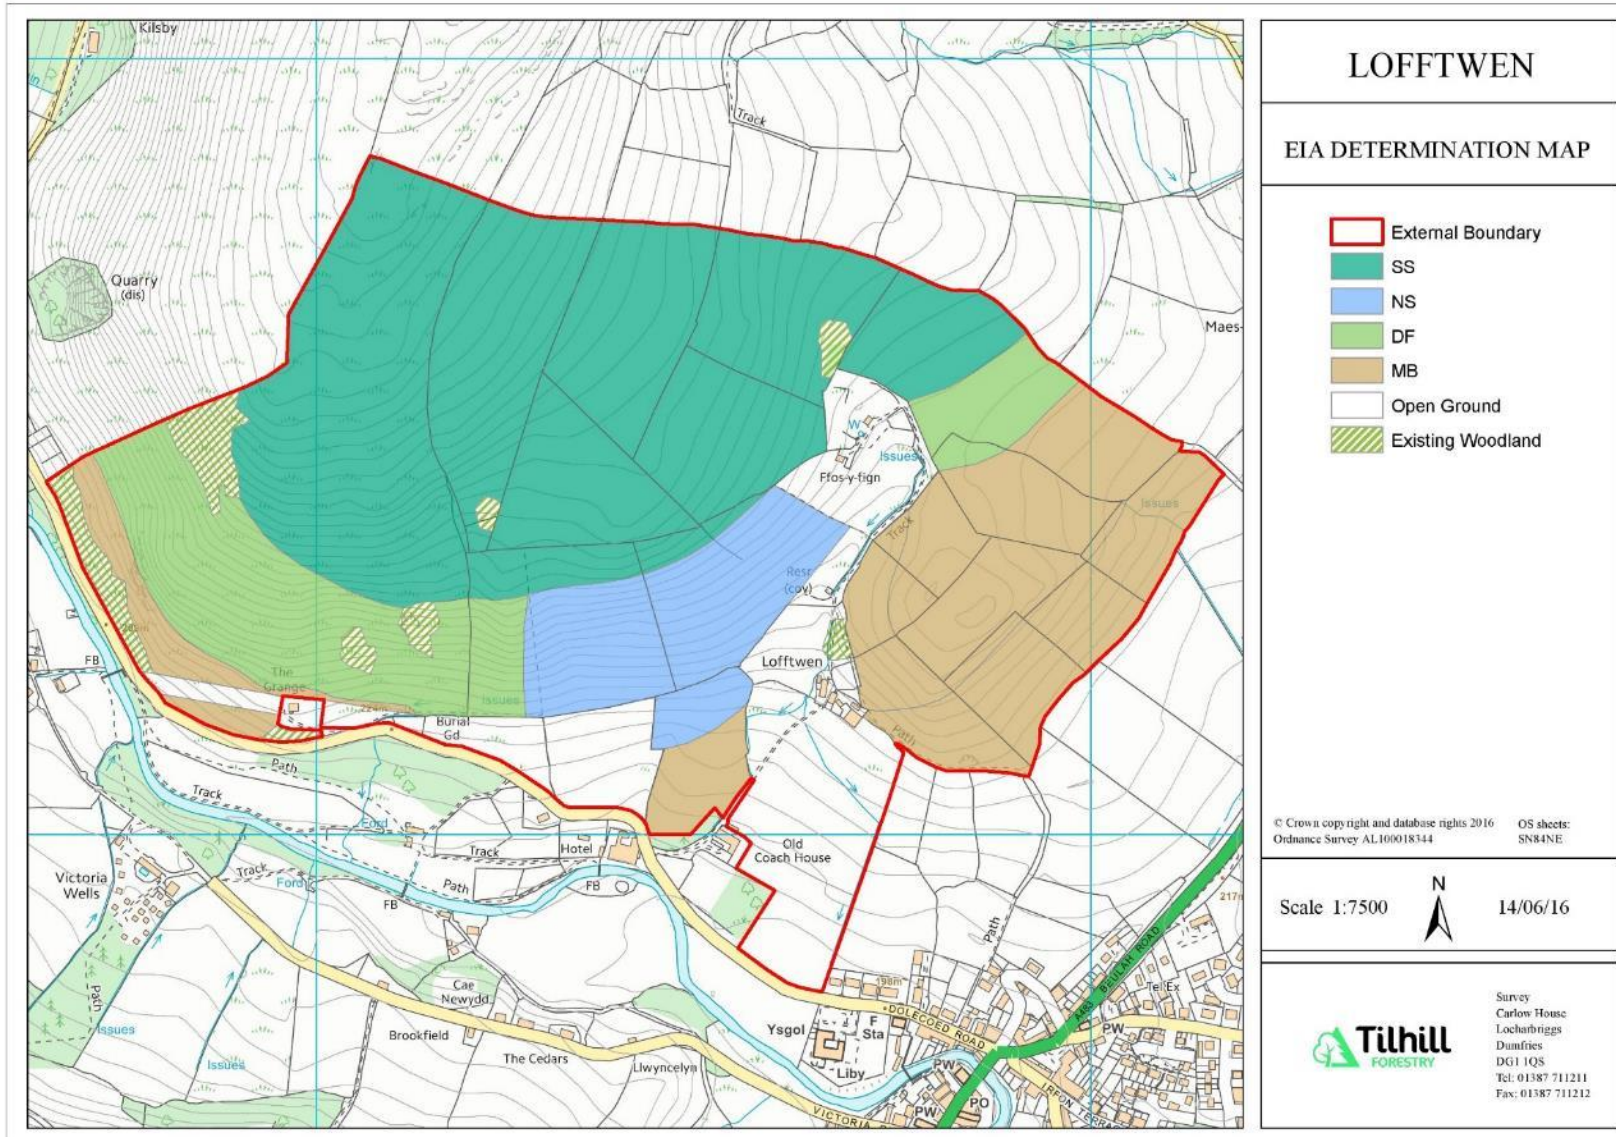 LOFFTWEN
EIA DETERMINATION MAP
External Boundary
SS
NS
DF
MB
Open Ground
Existing Woodland
© Crown copyright and database rights 2016
Ordnance Survey AL100018344
OS sheets:
SN84NE
Scale 1:7500
N
14/06/16
Tilhill
FORESTRY
Survey
Carlow House
Locharbriggs
Dumfries
DG1 1QS
Tel: 01387 711211
Fax: 01387 711212
Kilsby
Track
Quarry
(dis)
Maes-
W
Issues
Ffos-y-fign
Issues
Track
Resr
(cov)
Lofftwen
FB
The
Grange
Issues
Burial
Gd
Path
Path
Track
Ford
Track
Hotel
Old
Coach House
Victoria
Wells
Track
Ford
Path
FB
FB
217m
Path
Path
Cae
Newydd
198m
Tel Ex
Issues
Brookfield
Ysgol
F
Sta
DOLECOED ROAD
A483
BEULAH ROAD
PW
The Cedars
Issues
Llwyncelyn
Liby
PW
PW
PO
IRFON TERRACE
VICTORIA